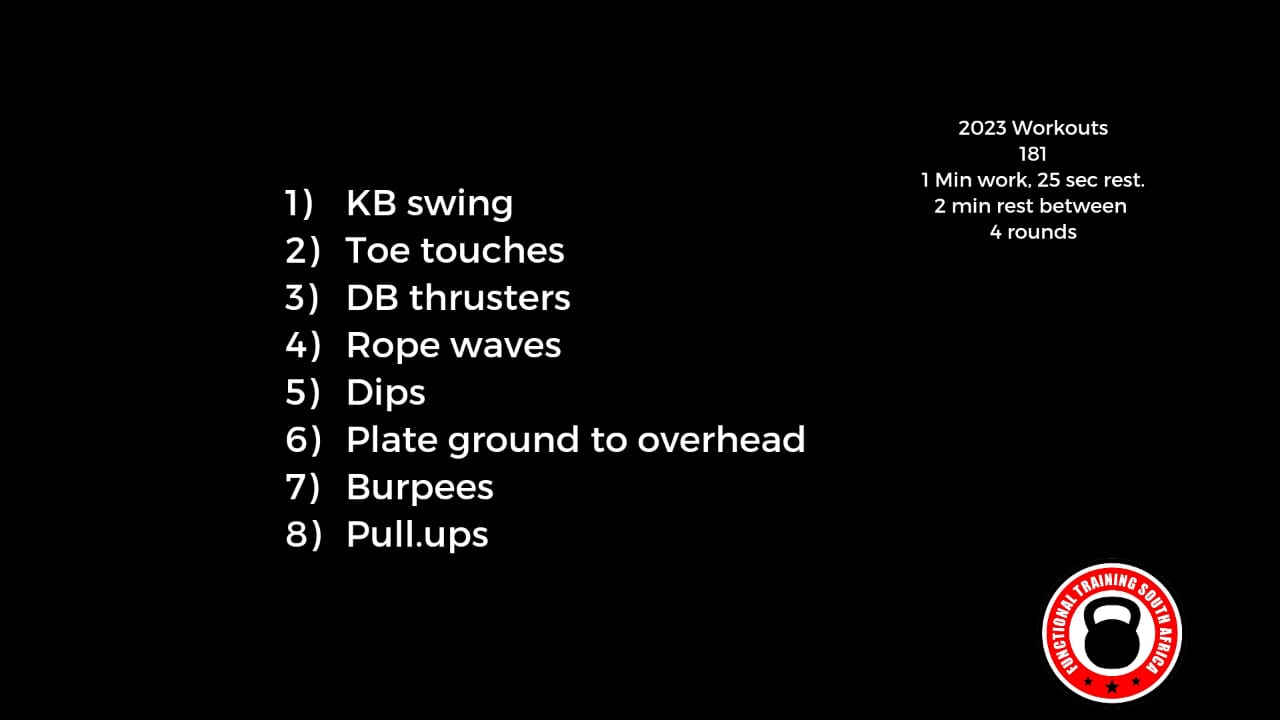 2023 Workouts
181
1 Min work, 25 sec rest.
2 min rest between
4 rounds
1) KB swing
2) Toe touches
3) DB thrusters
4) Rope waves
5) Dips
6) Plate ground to overhead
7) Burpees
8) Pull.ups
FUNCTIONAL TRAINING SOUTH AFRICA